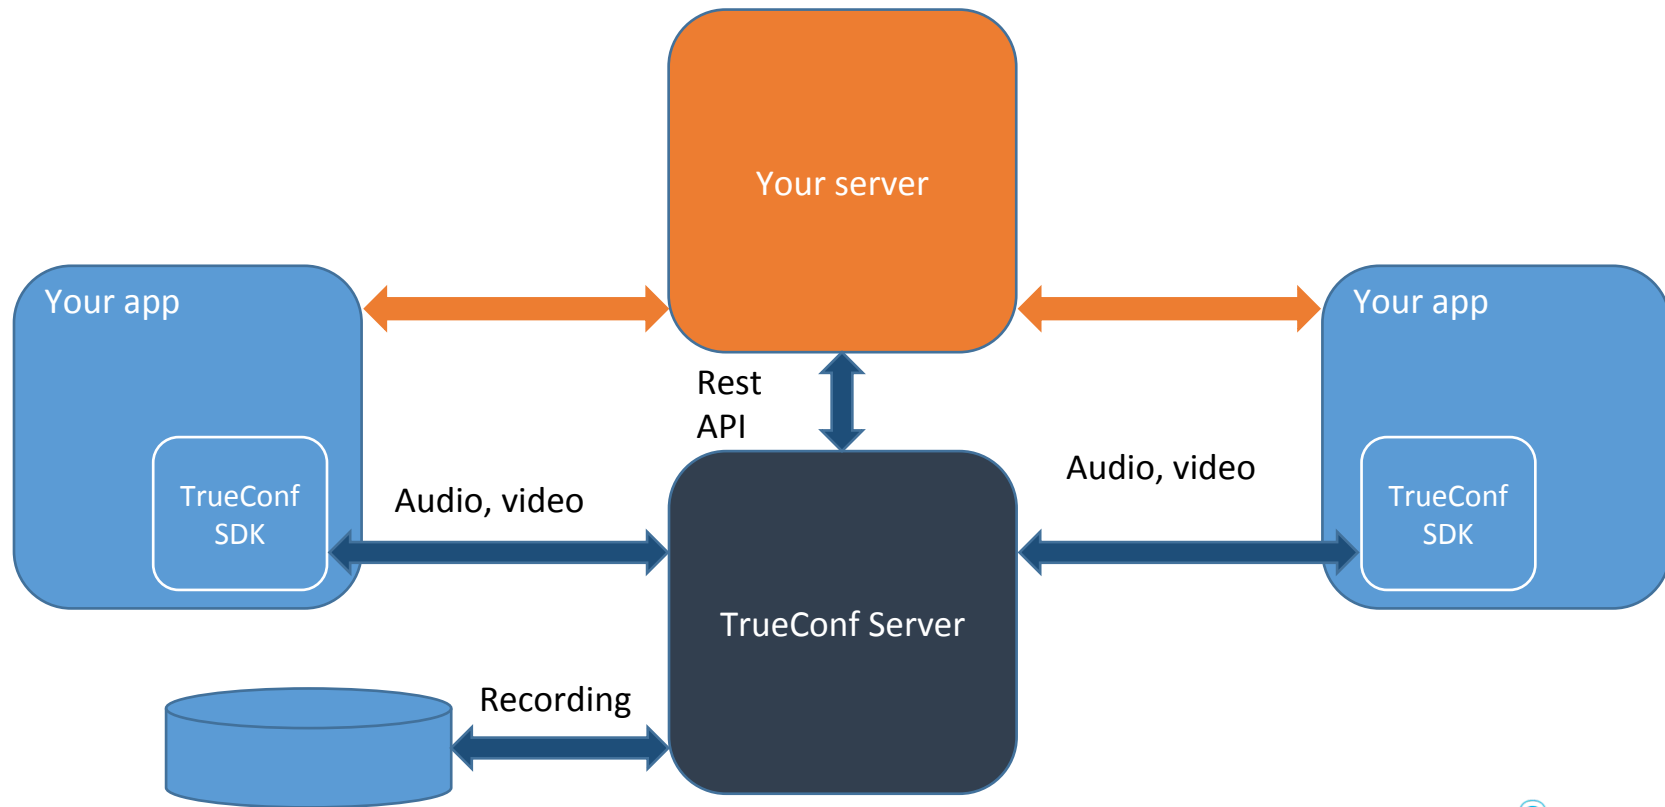 Your server
Your app
Your app
Rest
API
Audio, video
Audio, video
TrueConf
SDK
TrueConf
SDK
TrueConf Server
Recording